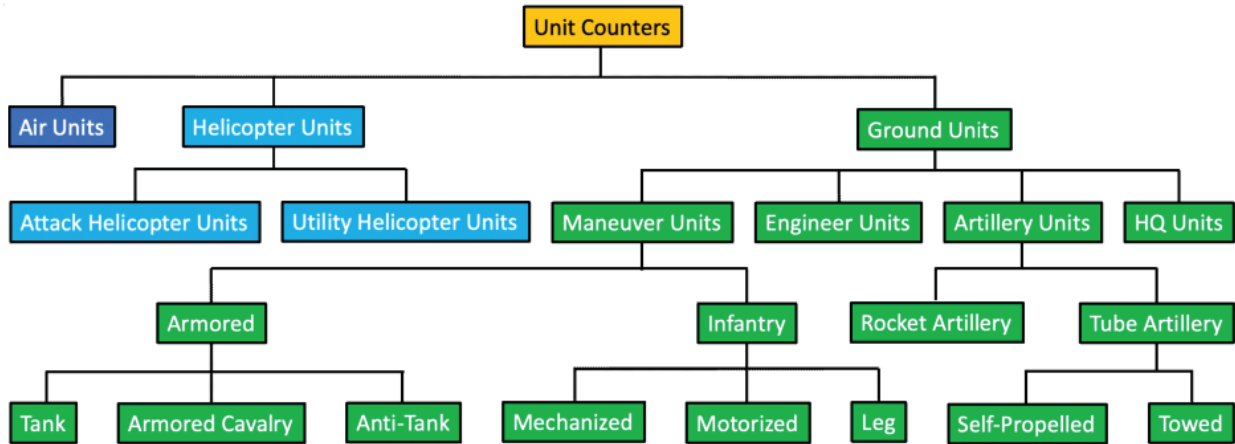 Unit Counters
Air Units
Helicopter Units
Ground Units
Attack Helicopter Units
Utility Helicopter Units
Maneuver Units
Engineer Units
Artillery Units
HQ Units
Armored
Infantry
Rocket Artillery
Tube Artillery
Tank
Armored Cavalry
Anti-Tank
Mechanized
Motorized
Leg
Self-Propelled
Towed